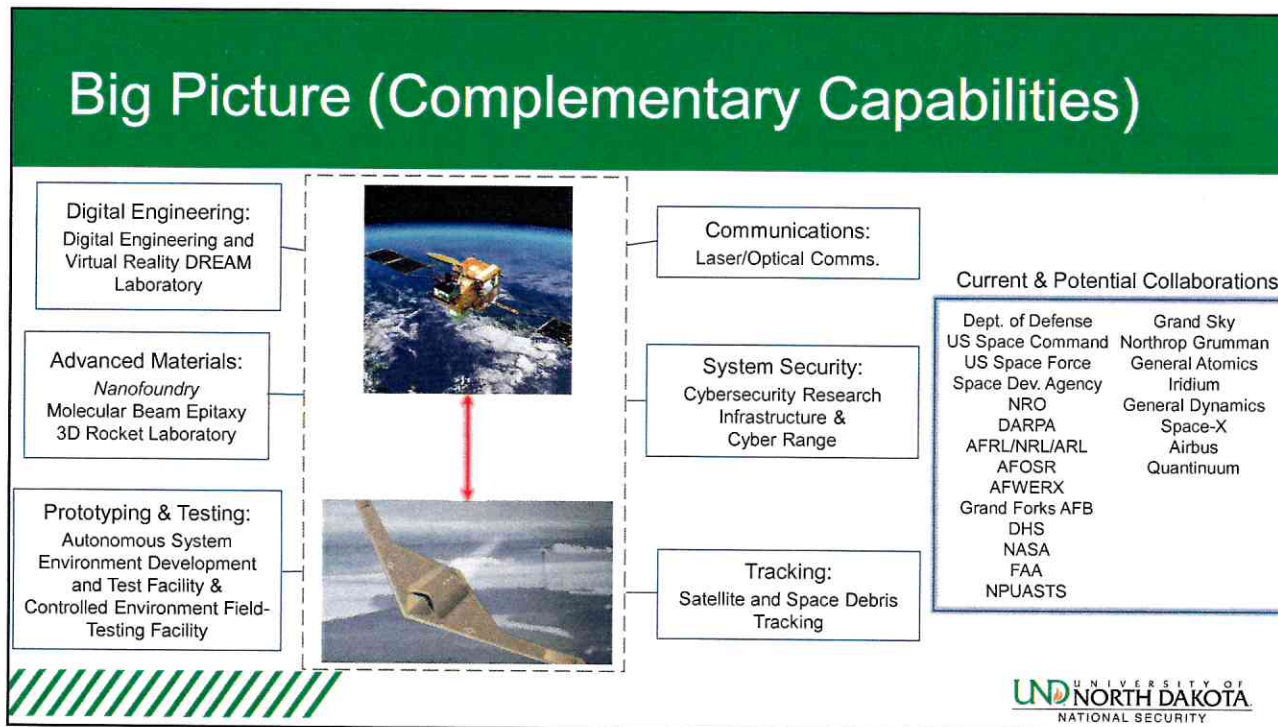 Big Picture (Complementary Capabilities)
Digital Engineering:
Digital Engineering and
Virtual Reality DREAM
Laboratory
Advanced Materials:
Nanofoundry
Molecular Beam Epitaxy
3D Rocket Laboratory
Prototyping & Testing:
Autonomous System
Environment Development
and Test Facility &
Controlled Environment Field-
Testing Facility
Communications:
Laser/Optical Comms.
System Security:
Cybersecurity Research
Infrastructure &
Cyber Range
Tracking:
Satellite and Space Debris
Tracking
Current & Potential Collaborations
Dept. of Defense
US Space Command
US Space Force
Space Dev. Agency
NRO
DARPA
AFRL/NRL/ARL
AFOSR
AFWERX
Grand Forks AFB
DHS
NASA
FAA
NPUASTS
Grand Sky
Northrop Grumman
General Atomics
Iridium
General Dynamics
Space-X
Airbus
Quantinuum
UND UNIVERSITY OF
NORTH DAKOTA
NATIONAL SECURITY